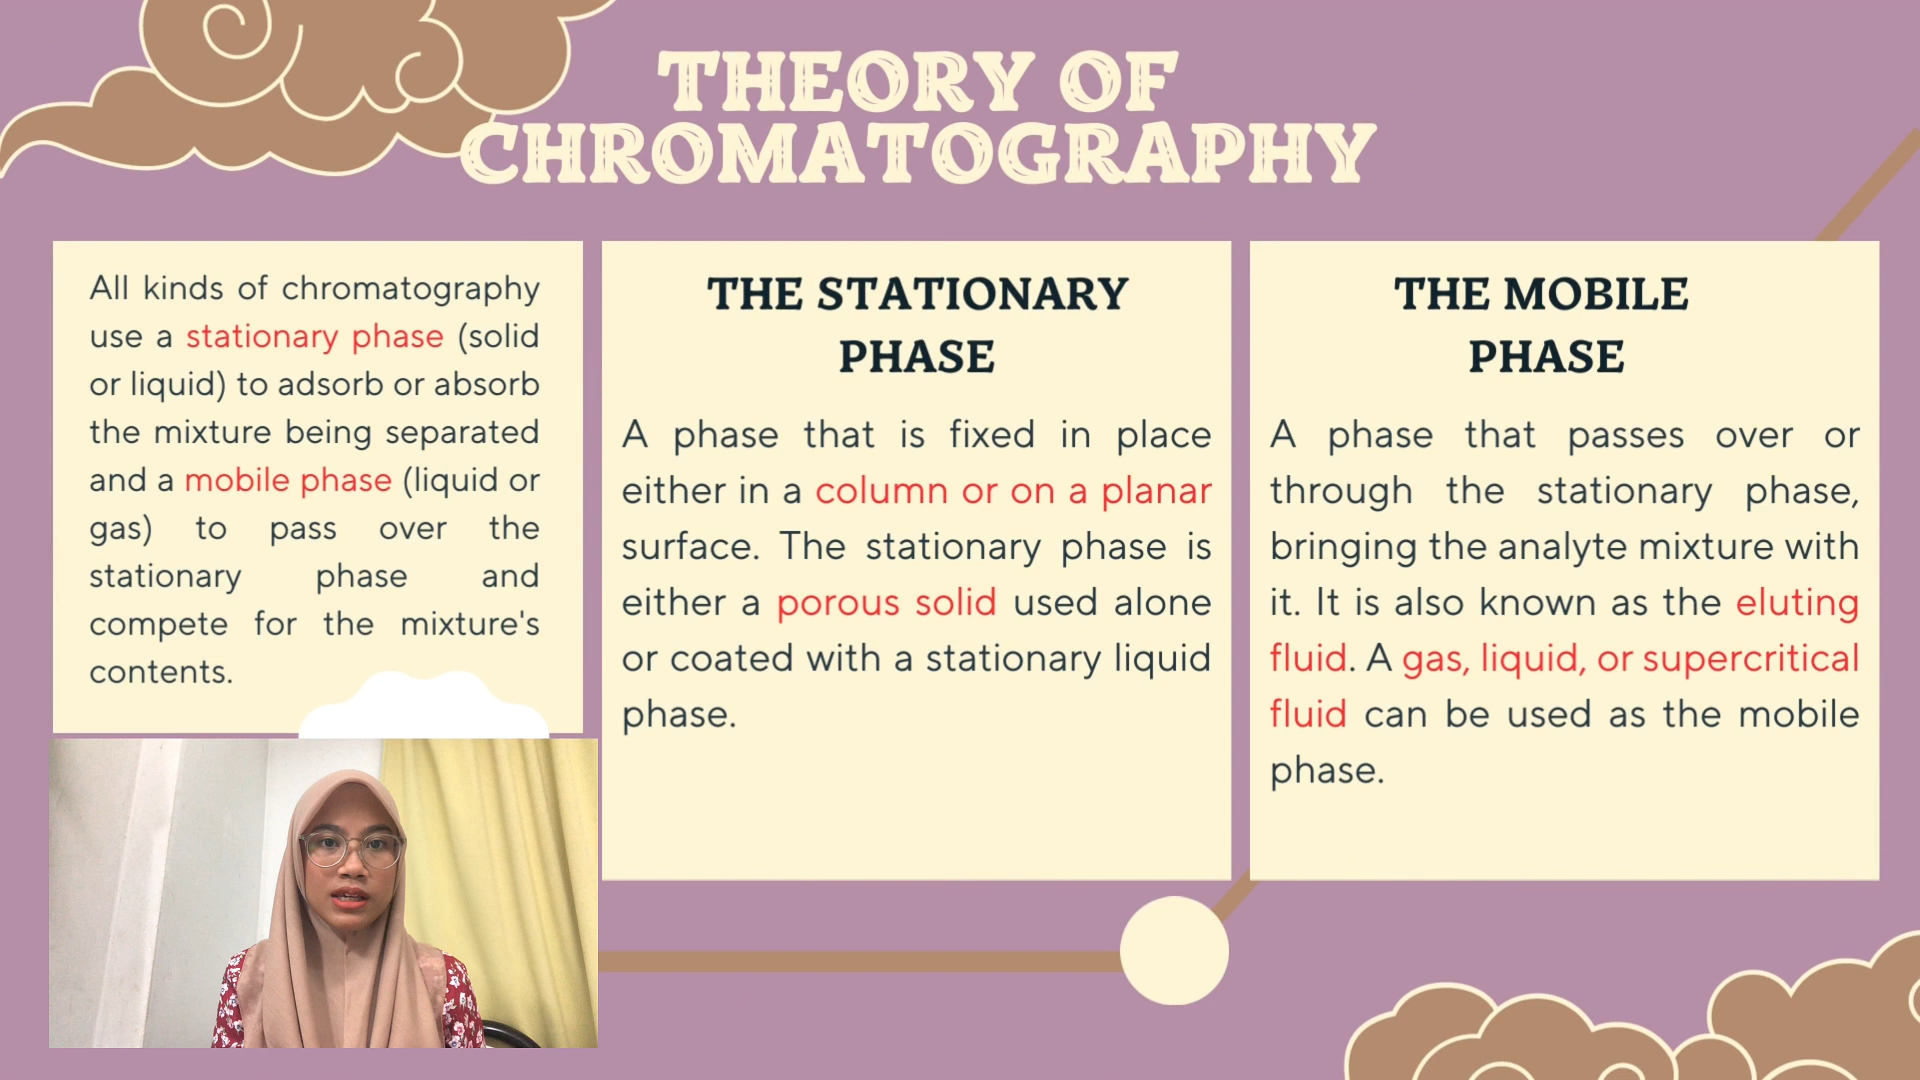 THEORY OF
CHROMATOGRAPHY
All kinds of chromatography
use a stationary phase (solid
or liquid) to adsorb or absorb
the mixture being separated
and a mobile phase (liquid or
gas) to pass over the
stationary phase and
compete for the mixture's
contents.
THE STATIONARY
PHASE
A phase that is fixed in place
either in a column or on a planar
surface. The stationary phase is
either a porous solid used alone
or coated with a stationary liquid
phase.
THE MOBILE
PHASE
A phase that passes over or
through the stationary phase,
bringing the analyte mixture with
it. It is also known as the eluting
fluid. A gas, liquid, or supercritical
fluid can be used as the mobile
phase.